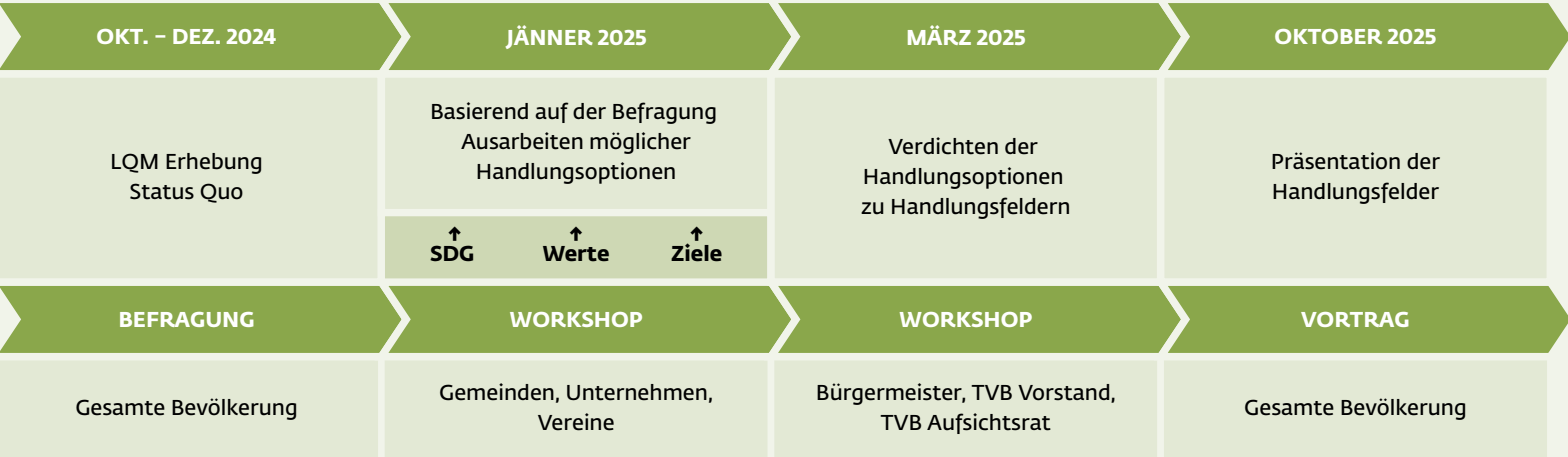 OKT. – DEZ. 2024
JÄNNER 2025
MÄRZ 2025
OKTOBER 2025
LQM Erhebung
Status Quo
Basierend auf der Befragung
Ausarbeiten möglicher
Handlungsoptionen
↑ ↑ ↑
SDG Werte Ziele
Verdichten der
Handlungsoptionen
zu Handlungsfeldern
Präsentation der
Handlungsfelder
BEFRAGUNG
WORKSHOP
WORKSHOP
VORTRAG
Gesamte Bevölkerung
Gemeinden, Unternehmen,
Vereine
Bürgermeister, TVB Vorstand,
TVB Aufsichtsrat
Gesamte Bevölkerung